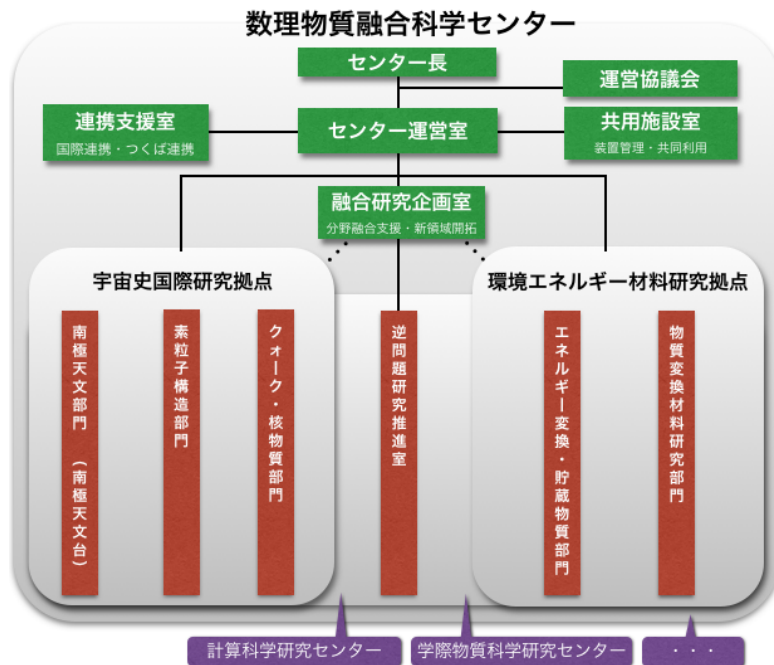 数理物質融合科学センター
センター長
運営協議会
連携支援室
国際連携・つくば連携
センター運営室
共用施設室
装置管理・共同利用
融合研究企画室
分野融合支援・新領域開拓
宇宙史国際研究拠点
環境エネルギー材料研究拠点
南極天文部門（南極天文台）
素粒子構造部門
クォーク・核物質部門
逆問題研究推進室
エネルギー変換・貯蔵物質部門
物質変換材料研究部門
計算科学研究センター
学際物質科学研究センター
・・・